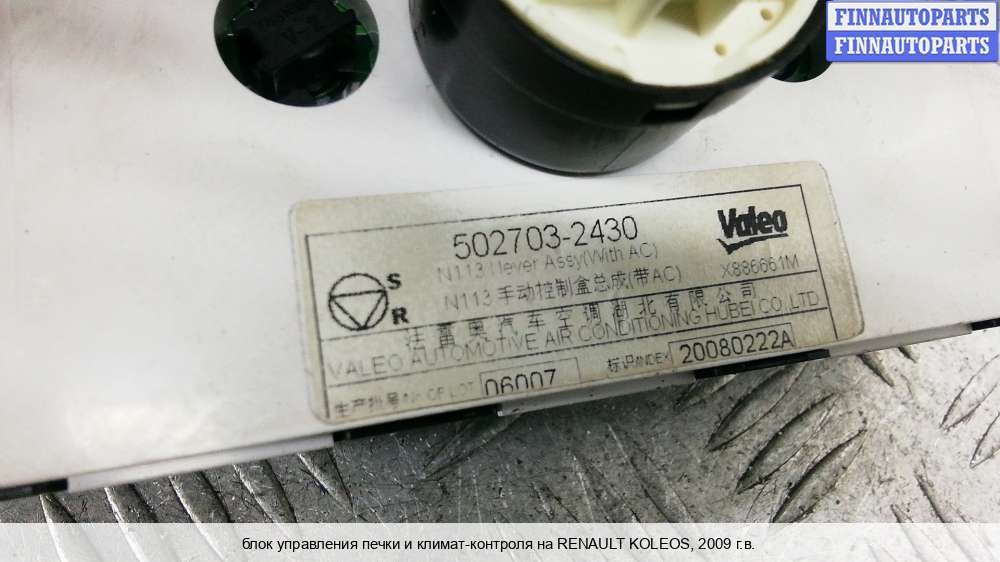 FINNAUTOPARTS
FINNAUTOPARTS
502703-2430
Valeo
N113 lever Assy(With AC)
X886661M
S
N113 手动控制盒总成(带AC)
R
法雷奥汽车空调湖北有限公司
VALEO AUTOMOTIVE AIR CONDITIONING HUBEI CO.,LTD
生产批号 Nr OF LOT 06007
标识INDEX 20080222A
блок управления печки и климат-контроля на RENAULT KOLEOS, 2009 г.в.